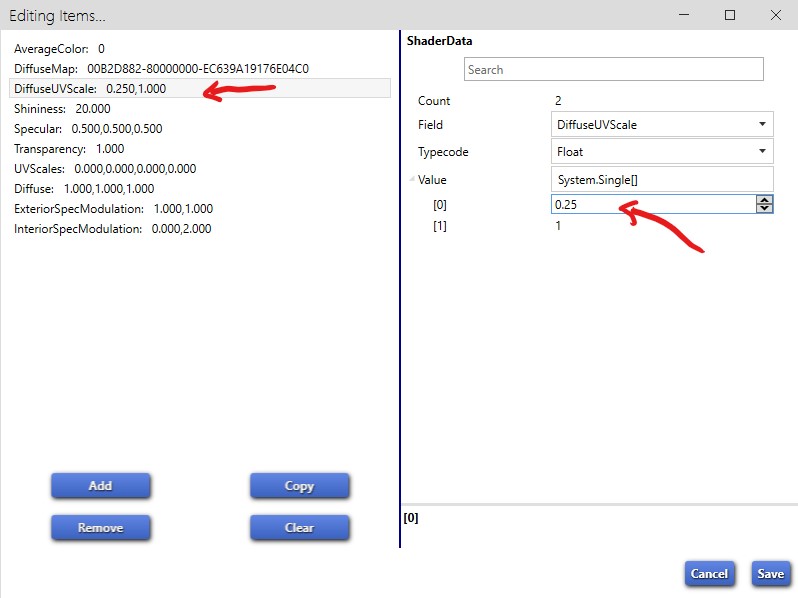 Editing Items...
AverageColor: 0
DiffuseMap: 00B2D882-80000000-EC639A19176E04C0
DiffuseUVScale: 0.250,1.000
Shininess: 20.000
Specular: 0.500,0.500,0.500
Transparency: 1.000
UVScales: 0.000,0.000,0.000,0.000
Diffuse: 1.000,1.000,1.000
ExteriorSpecModulation: 1.000,1.000
InteriorSpecModulation: 0.000,2.000
Add
Copy
Remove
Clear
ShaderData
Search
Count 2
Field DiffuseUVScale
Typecode Float
Value System.Single[]
[0] 0.25
[1] 1
[0]
Cancel Save